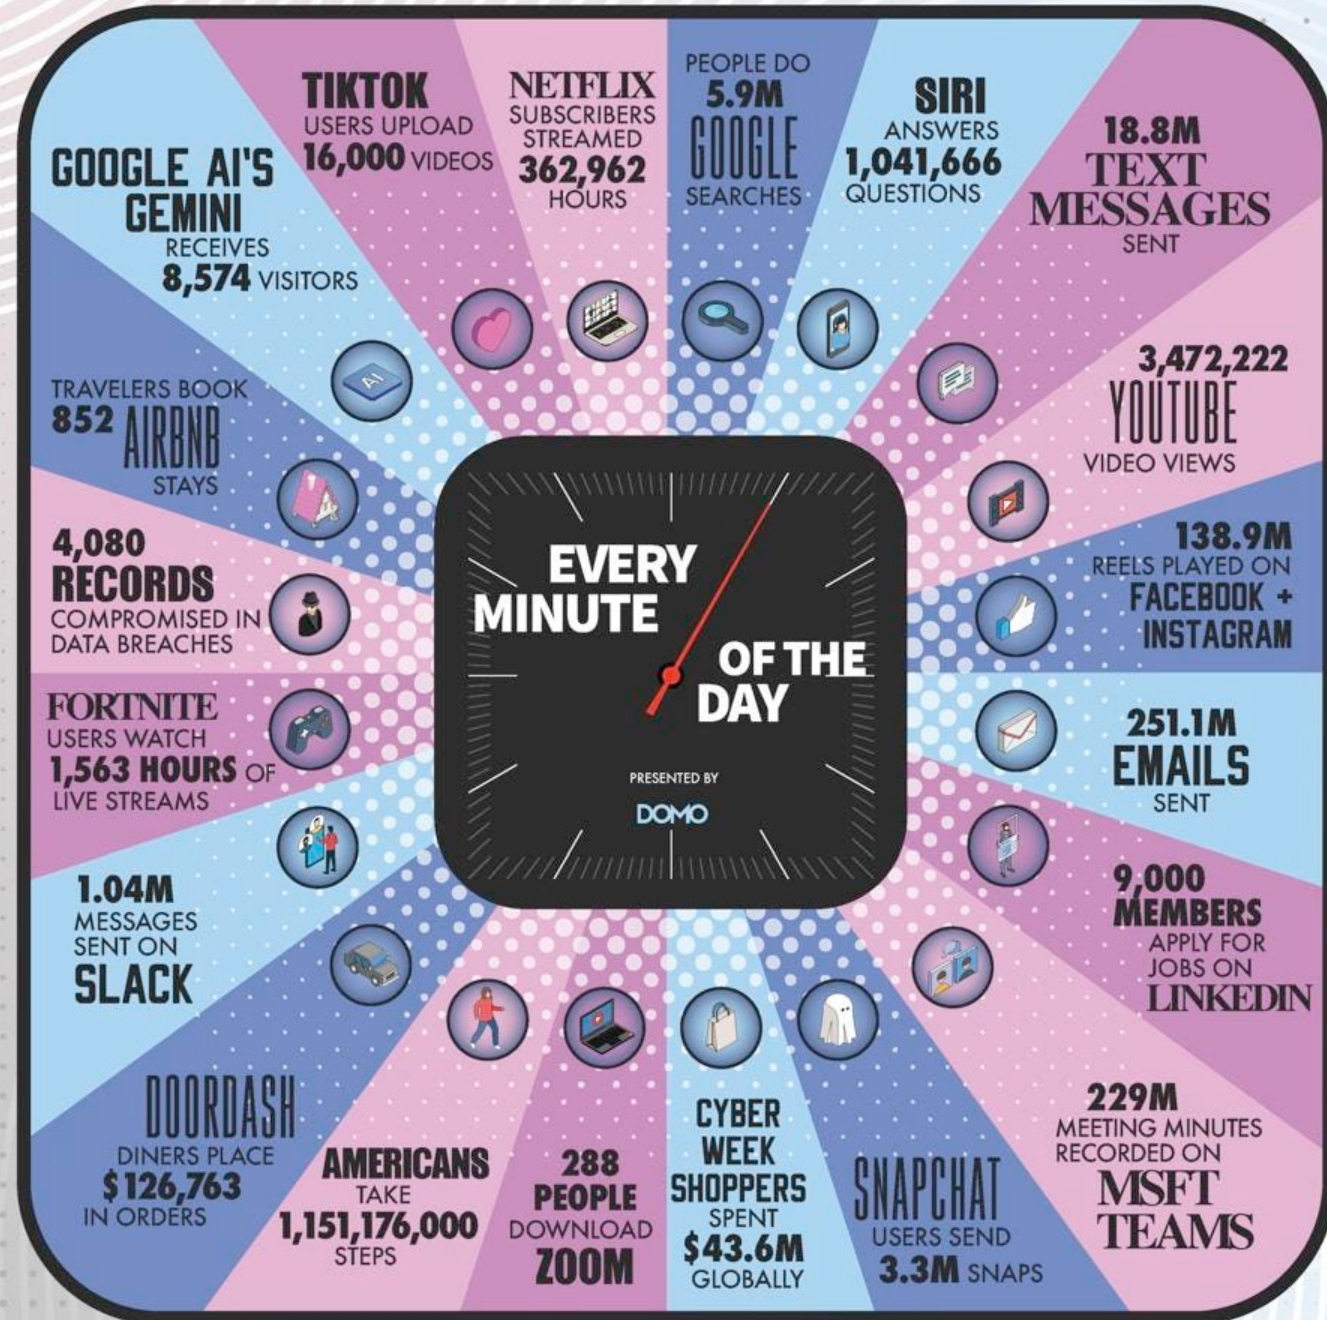 PEOPLE DO
5.9M
GOOGLE
SEARCHES
SIRI
ANSWERS
1,041,666
QUESTIONS
18.8M
TEXT
MESSAGES
SENT
3,472,222
YOUTUBE
VIDEO VIEWS
138.9M
REELS PLAYED ON
FACEBOOK +
INSTAGRAM
251.1M
EMAILS
SENT
9,000
MEMBERS
APPLY FOR
JOBS ON
LINKEDIN
229M
MEETING MINUTES
RECORDED ON
MSFT
TEAMS
SNAPCHAT
USERS SEND
3.3M SNAPS
CYBER
WEEK
SHOPPERS
SPENT
$43.6M
GLOBALLY
288
PEOPLE
DOWNLOAD
ZOOM
AMERICANS
TAKE
1,151,176,000
STEPS
DOORDASH
DINERS PLACE
$126,763
IN ORDERS
1.04M
MESSAGES
SENT ON
SLACK
FORTNITE
USERS WATCH
1,563 HOURS OF
LIVE STREAMS
4,080
RECORDS
COMPROMISED IN
DATA BREACHES
TRAVELERS BOOK
852 AIRBNB
STAYS
GOOGLE AI'S
GEMINI
RECEIVES
8,574 VISITORS
TIKTOK
USERS UPLOAD
16,000 VIDEOS
NETFLIX
SUBSCRIBERS
STREAMED
362,962
HOURS
AI
EVERY
MINUTE
OF THE
DAY
PRESENTED BY
DOMO